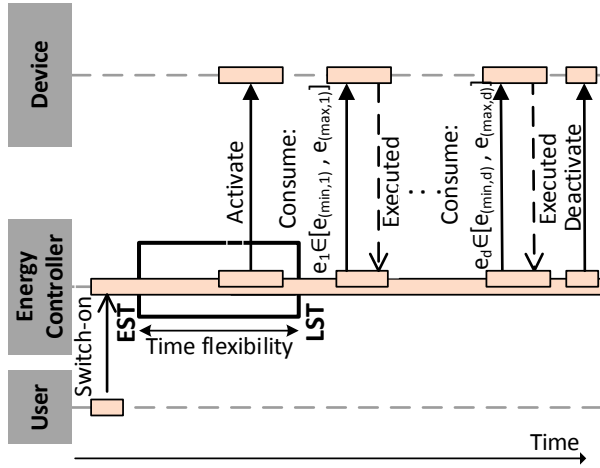 Device
Activate
Consume:
e₁∈[e₍min,1₎ , e₍max,1₎]
Executed
. . .
Consume:
e_d∈[e₍min,d₎ , e₍max,d₎]
Executed
Deactivate
Energy
Controller
EST
Time flexibility
LST
Switch-on
User
Time